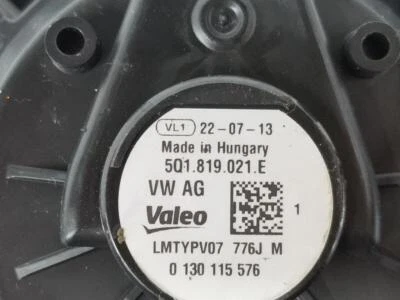 VL1 22-07-13
Made in Hungary
5Q1.819.021.E
VW AG
Valeo
1
LMTYPV07 776J M
0 130 115 576